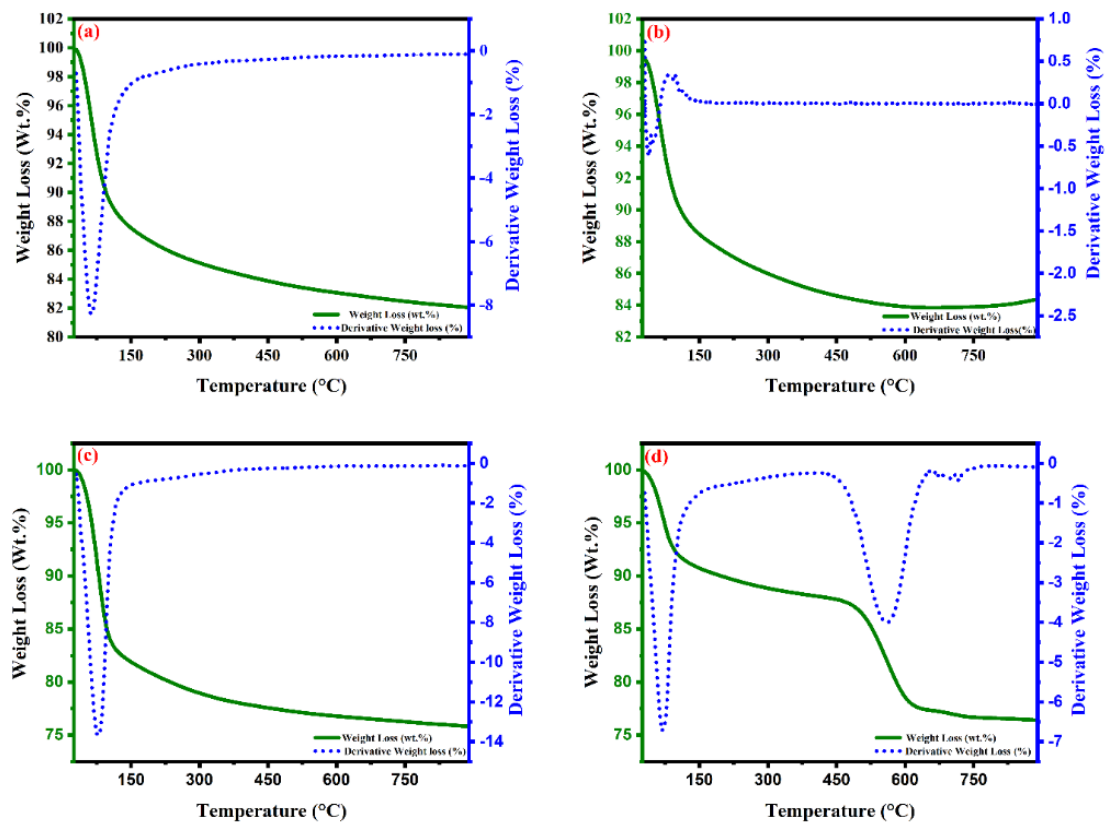 (a)
102
100
98
96
94
92
90
88
86
84
82
80
Weight Loss (Wt.%)
0
-2
-4
-6
-8
Derivative Weight Loss (%)
Weight Loss (wt.%)
Derivative Weight loss (%)
150 300 450 600 750
Temperature (°C)
(b)
102
100
98
96
94
92
90
88
86
84
82
Weight Loss (Wt.%)
1.0
0.5
0.0
-0.5
-1.0
-1.5
-2.0
-2.5
Derivative Weight Loss (%)
Weight Loss (wt.%)
Derivative Weight Loss(%)
150 300 450 600 750
Temperature (°C)
(c)
100
95
90
85
80
75
Weight Loss (Wt.%)
0
-2
-4
-6
-8
-10
-12
-14
Derivative Weight Loss (%)
Weight Loss (wt.%)
Derivative Weight loss (%)
150 300 450 600 750
Temperature (°C)
(d)
100
95
90
85
80
75
Weight Loss (Wt.%)
0
-1
-2
-3
-4
-5
-6
-7
Derivative Weight Loss (%)
Weight Loss (wt.%)
Derivative Weight Loss (%)
150 300 450 600 750
Temperature (°C)